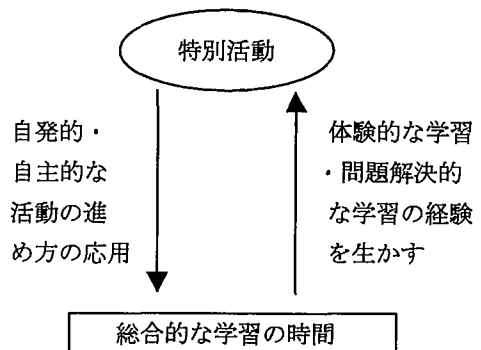 特別活動
自発的・
自主的な
活動の進
め方の応用
体験的な学習
・問題解決的
な学習の経験
を生かす
総合的な学習の時間